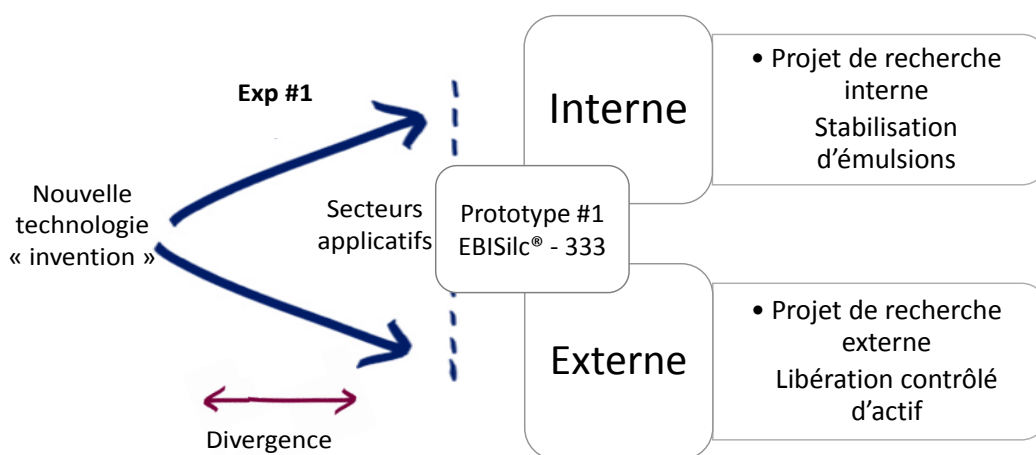 Exp #1
Nouvelle
technologie
« invention »
Divergence
Secteurs
applicatifs
Prototype #1
EBISilc® - 333
Interne
• Projet de recherche
interne
Stabilisation
d’émulsions
Externe
• Projet de recherche
externe
Libération contrôlé
d’actif